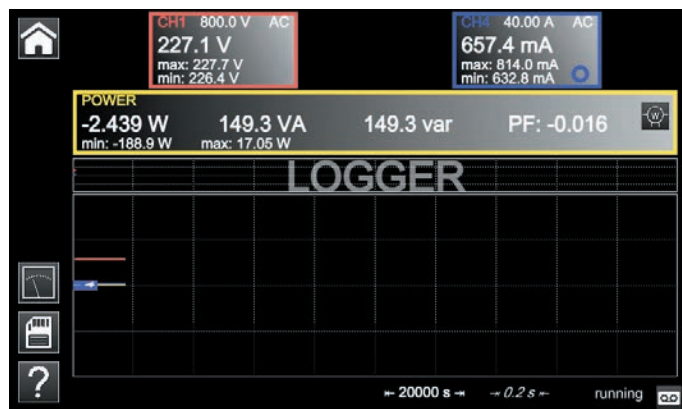 CH1 800.0 V AC
227.1 V
max: 227.7 V
min: 226.4 V
CH4 40.00 A AC
657.4 mA
max: 814.0 mA
min: 632.8 mA
POWER
-2.439 W 149.3 VA 149.3 var PF: -0.016
min: -188.9 W max: 17.05 W
W
LOGGER
?
20000 s 0.2 s running